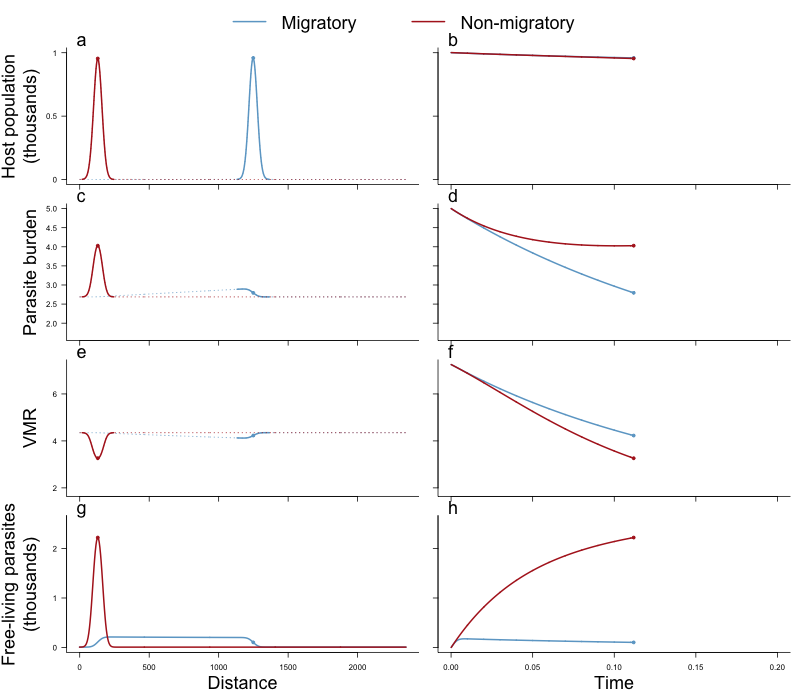 Migratory Non-migratory
a
b
Host population
(thousands)
1
0.5
0
c
d
Parasite burden
5.0
4.5
4.0
3.5
3.0
2.5
2.0
e
f
VMR
6
4
2
g
h
Free-living parasites
(thousands)
2
1
0
0 500 1000 1500 2000
0.00 0.05 0.10 0.15 0.20
Distance
Time